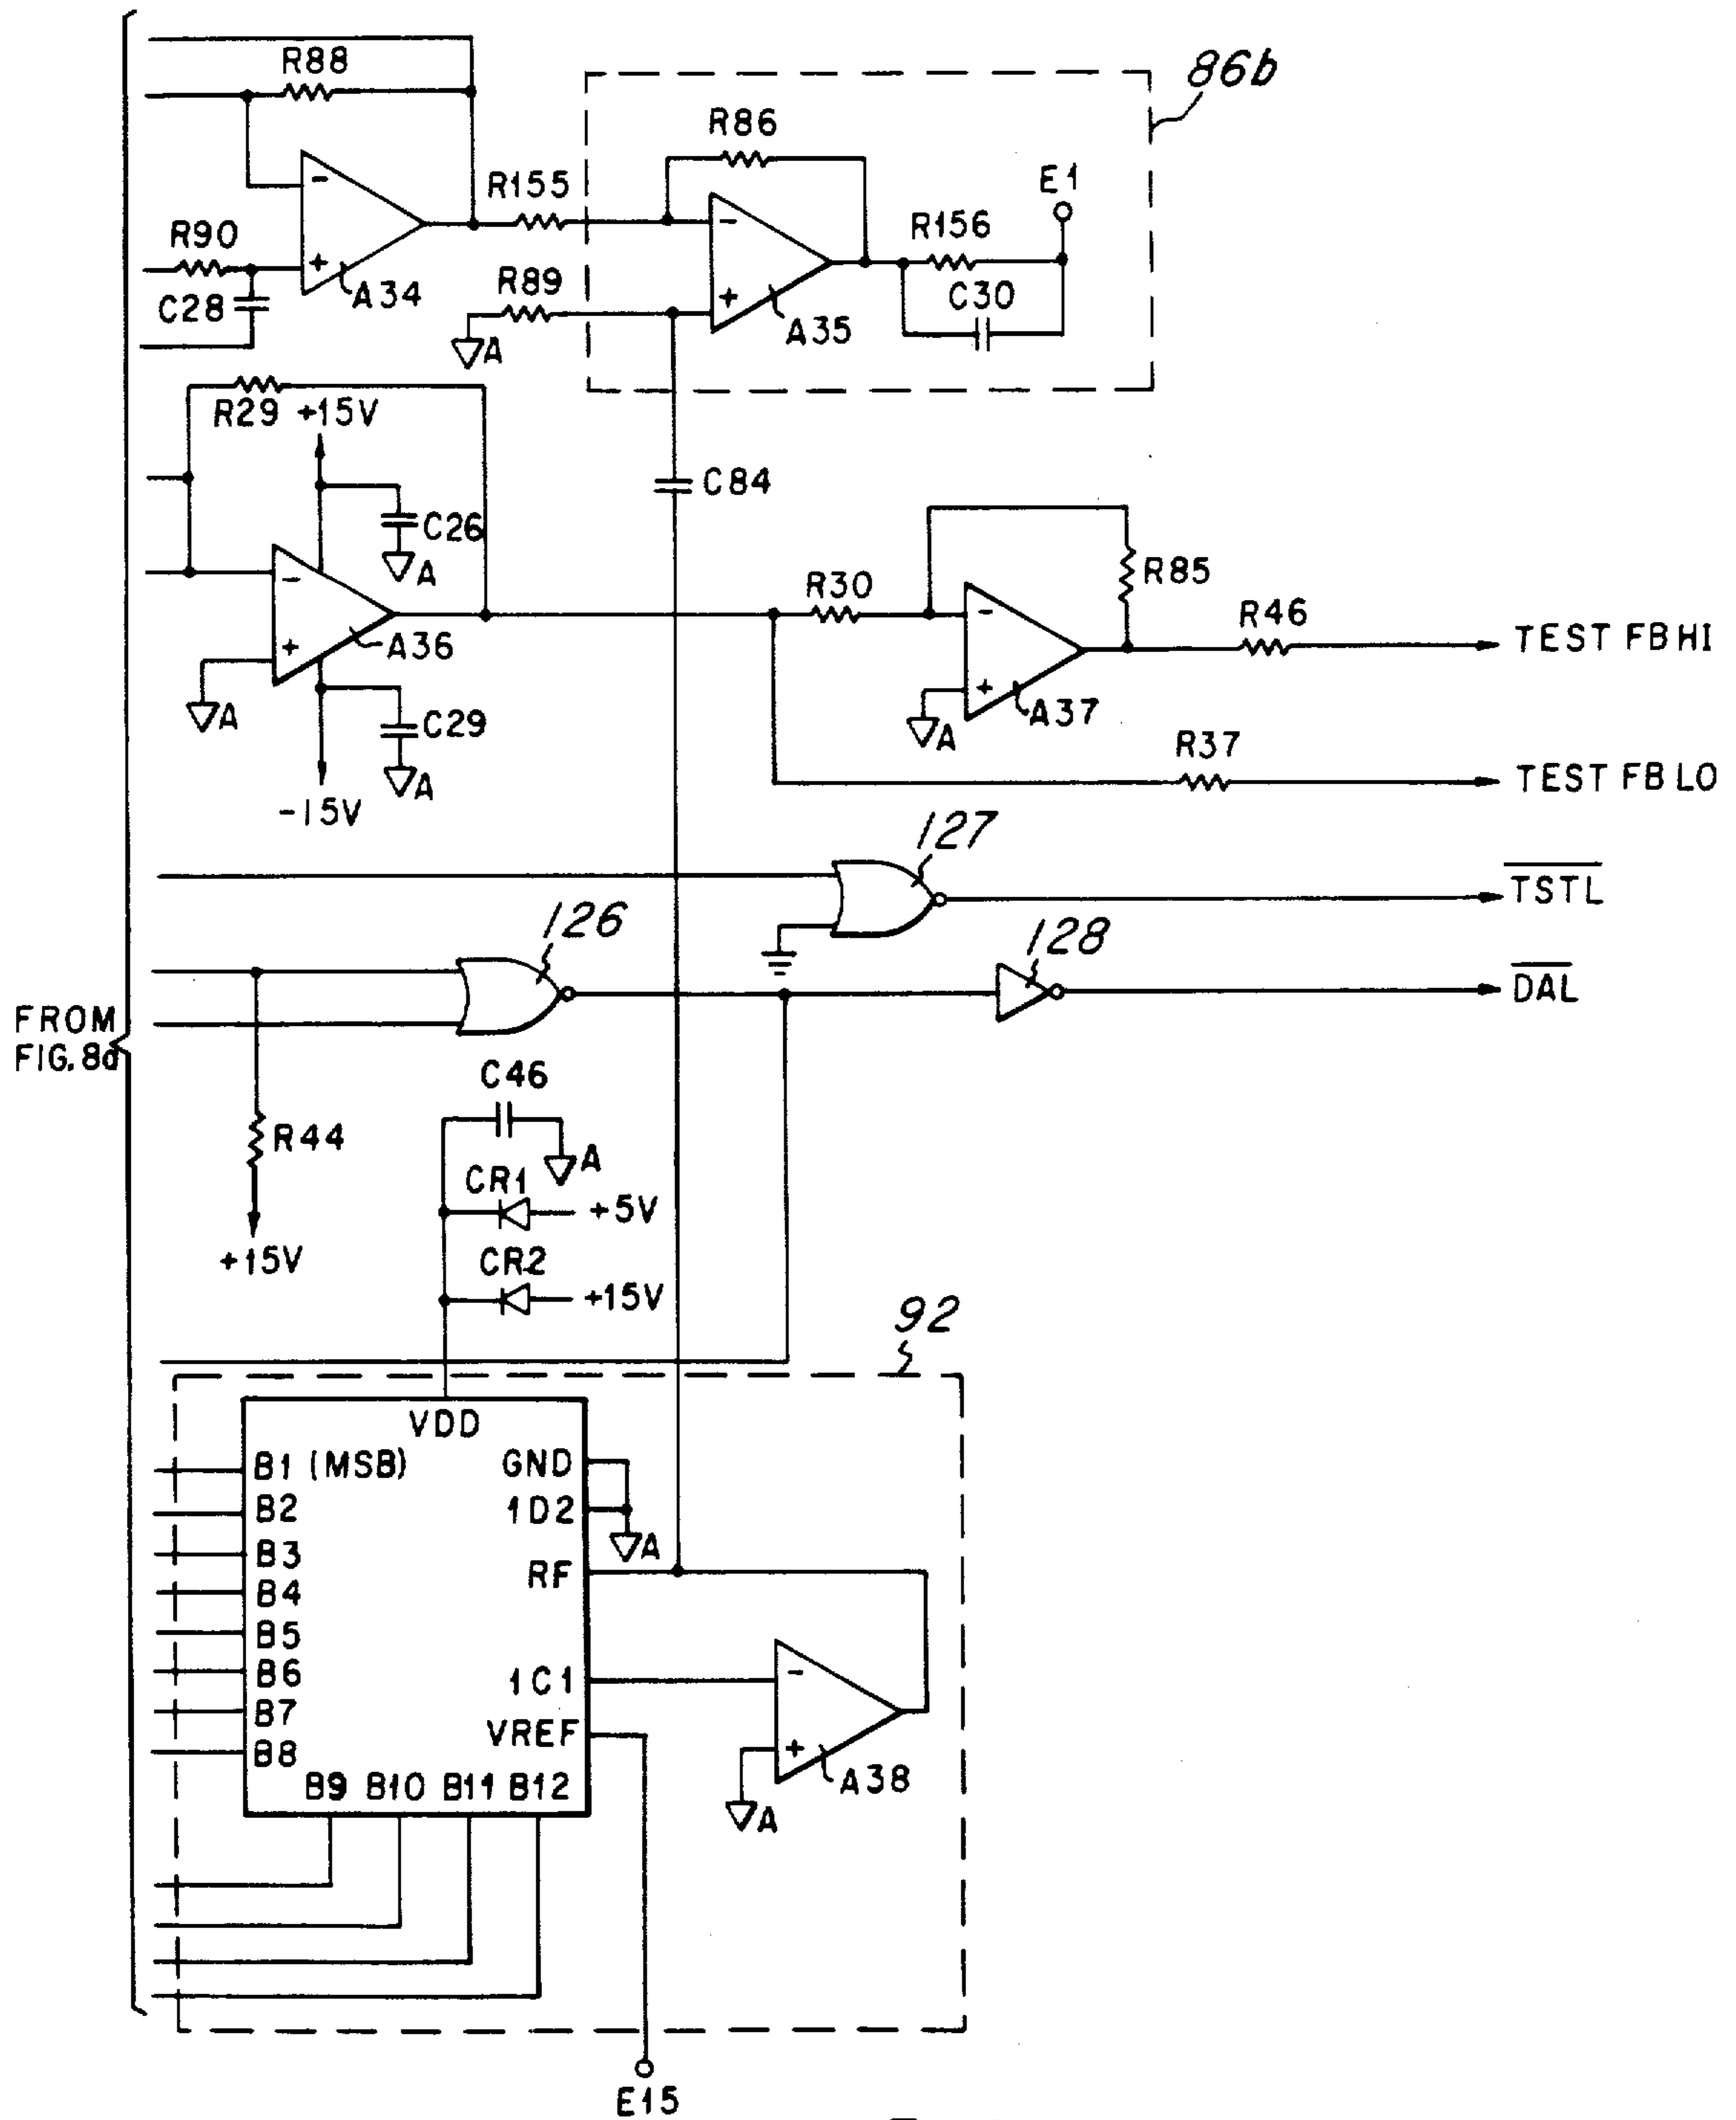 R88
86b
R86
R155
E1
R90
R156
C28
A34
R89
C30
A
A35
R29 +15V
C84
C26
A
R30
R85
R46
TEST FB HI
A36
A
A
A37
C29
R37
A
TEST FB LO
-15V
127
TSTL
126
128
DAL
FROM
FIG. 8a
C46
R44
A
CR1
+5V
+15V
CR2
+15V
92
VDD
B1 (MSB)
GND
B2
1D2
B3
A
RF
B4
B5
B6
1C1
B7
VREF
B8
B9 B10 B11 B12
A38
A
E15